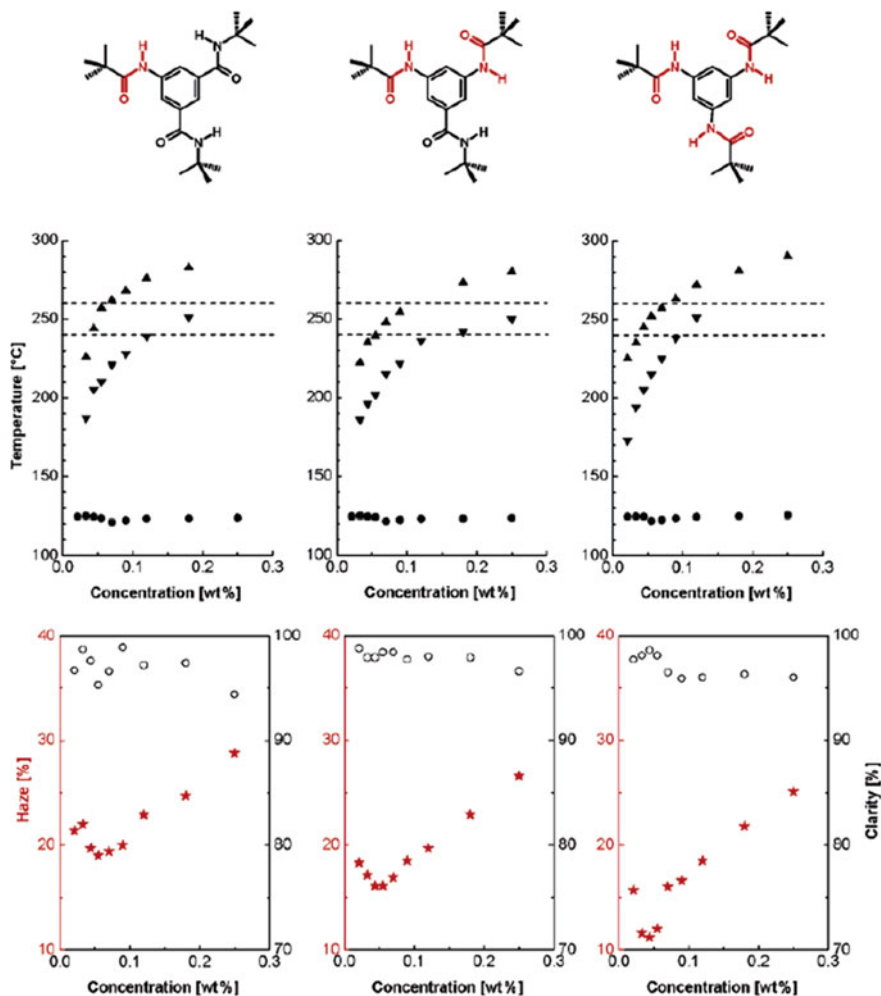 H H O
N N
O O
N H
H O
N N
O H
O N H
H O
N N
O H
N O
H
300
250
200
150
100
Temperature [°C]
0.0 0.1 0.2 0.3
Concentration [wt%]
300
250
200
150
100
0.0 0.1 0.2 0.3
Concentration [wt%]
300
250
200
150
100
0.0 0.1 0.2 0.3
Concentration [wt%]
40
30
20
10
Haze [%]
100
90
80
70
0.0 0.1 0.2 0.3
Concentration [wt%]
40
30
20
10
100
90
80
70
0.0 0.1 0.2 0.3
Concentration [wt%]
40
30
20
10
100
90
80
70
Clarity [%]
0.0 0.1 0.2 0.3
Concentration [wt%]